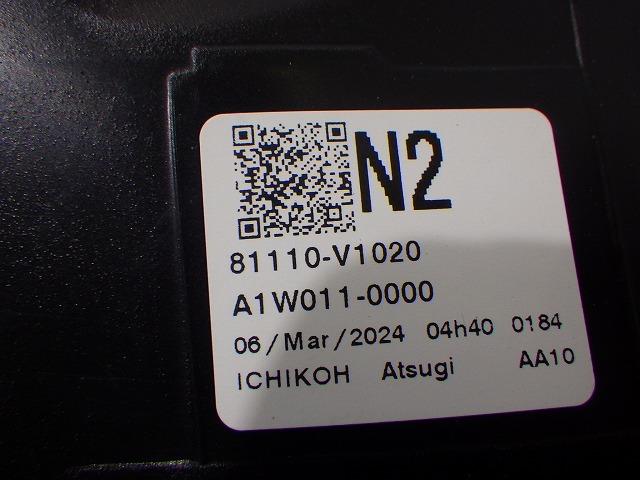 N2
81110-V1020
A1W011-0000
06/Mar/2024 04h40 0184
ICHIKOH Atsugi AA10